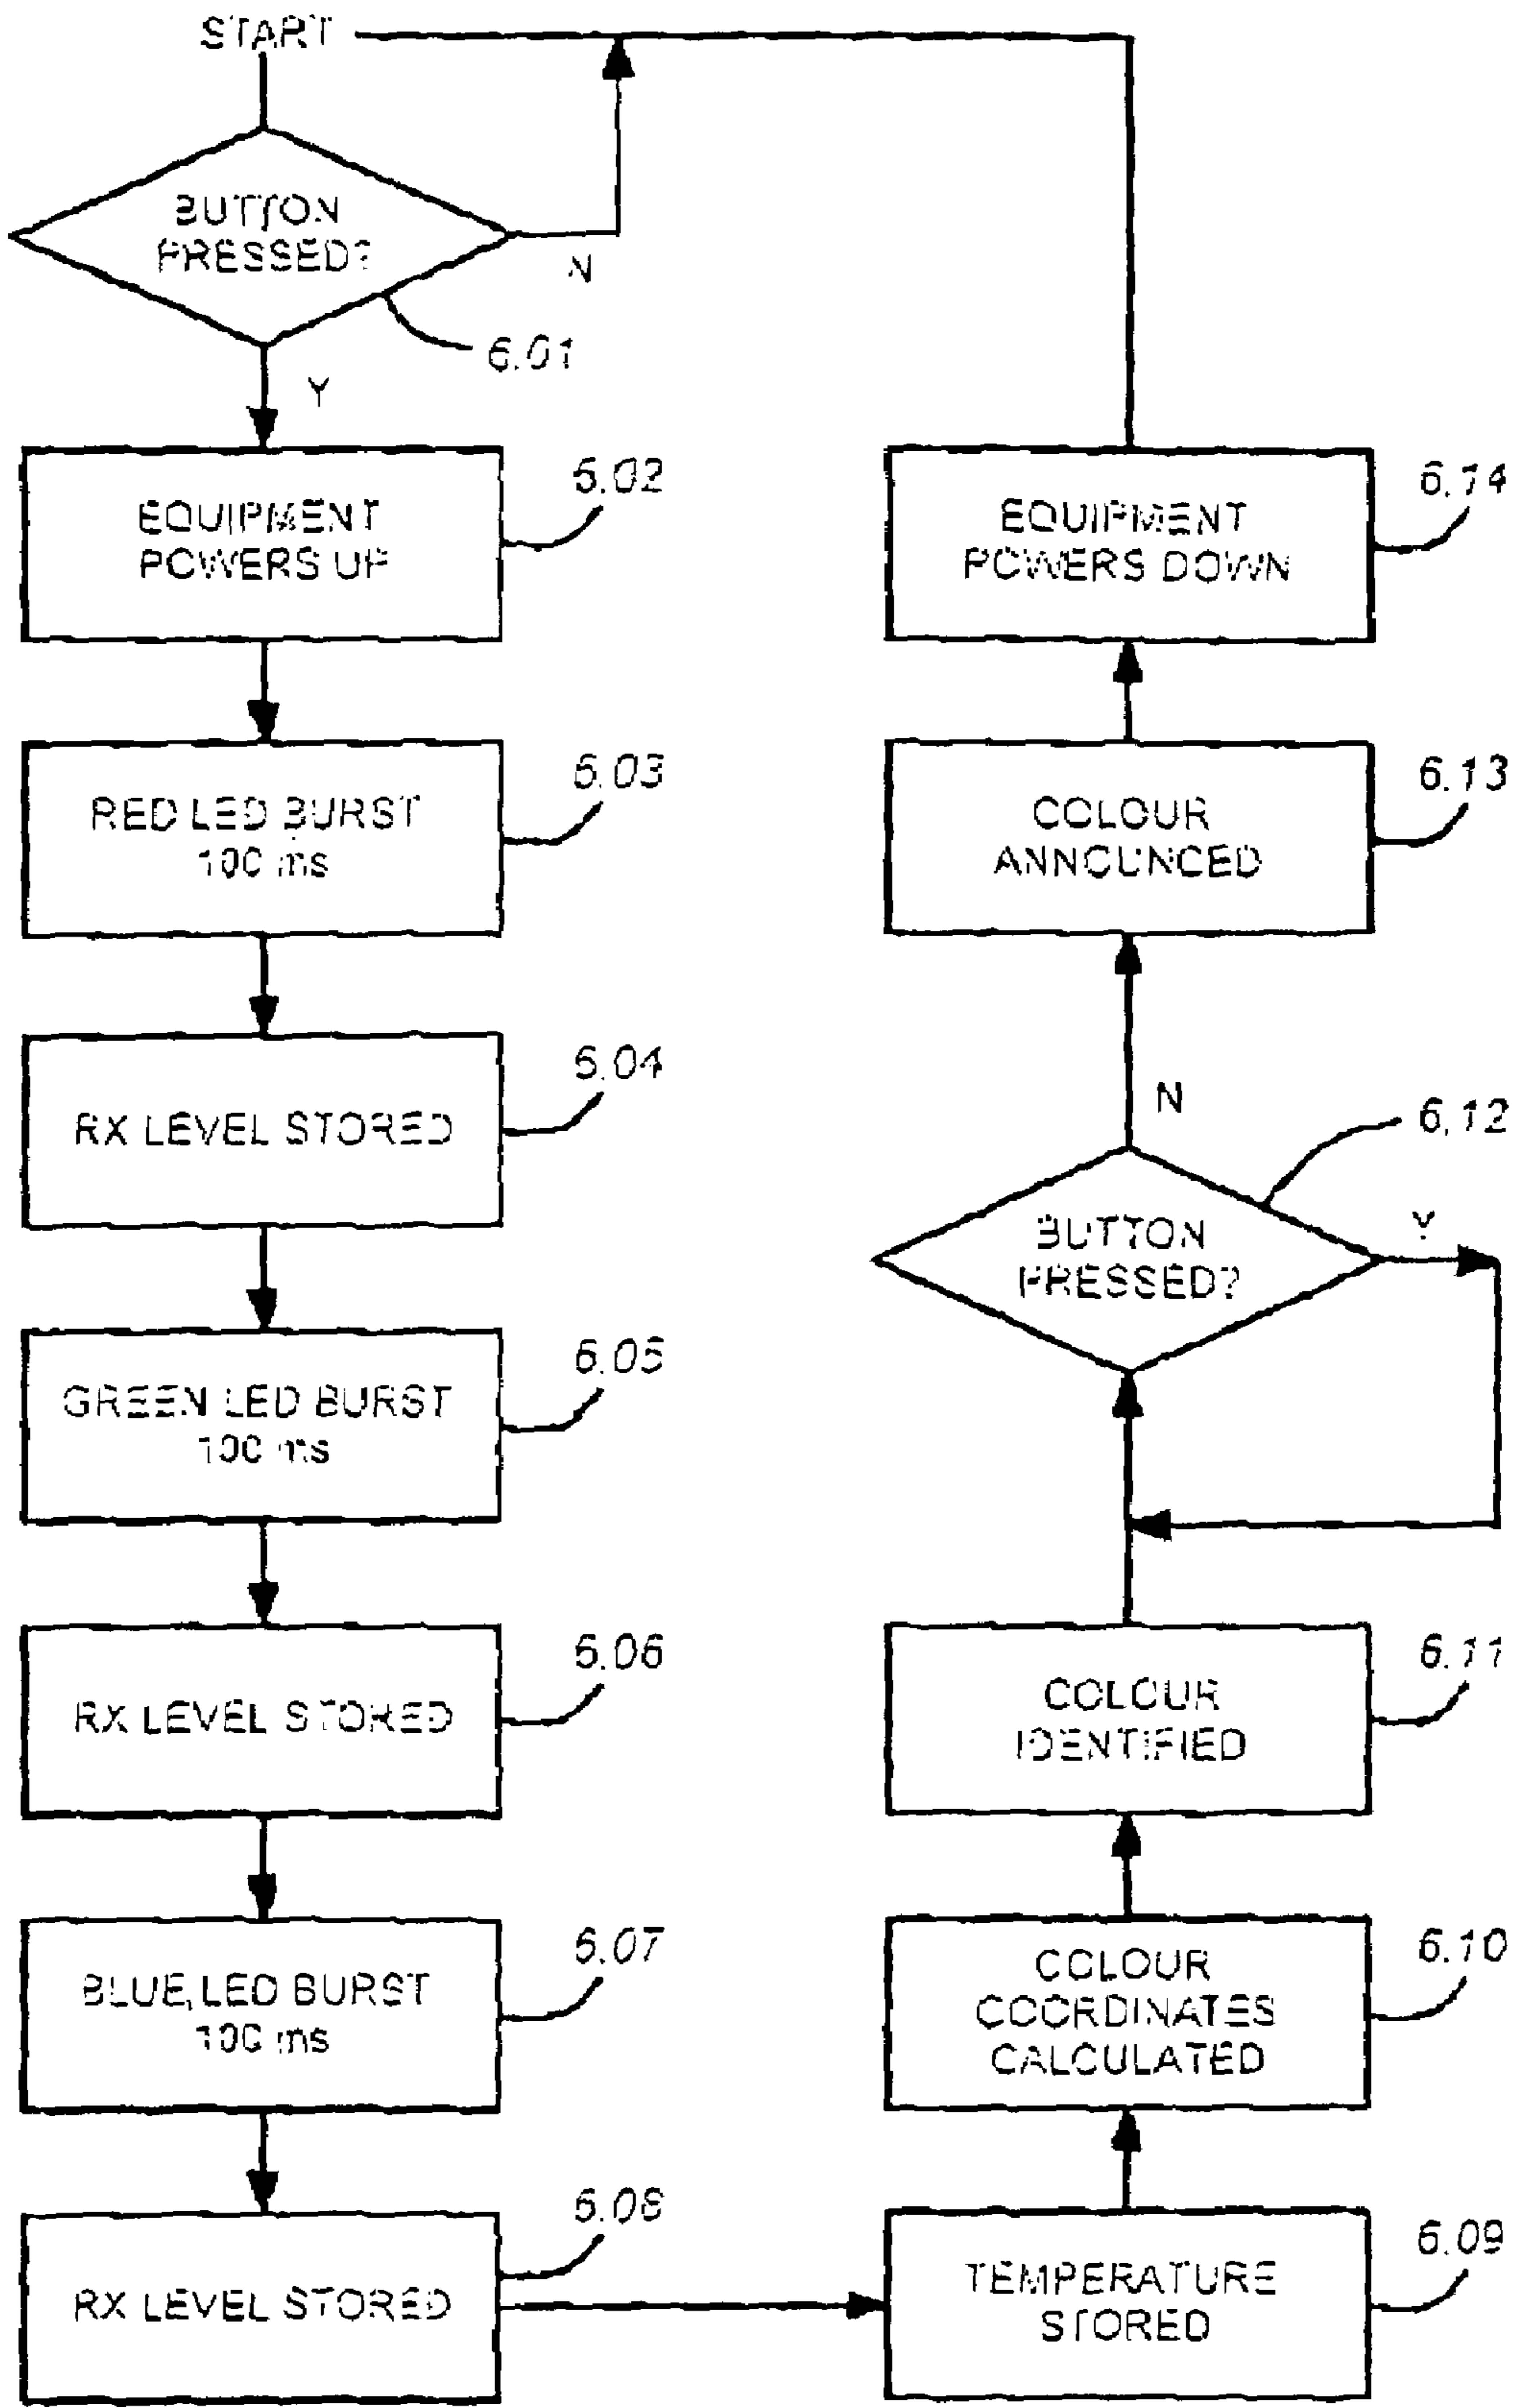 START
BUTTON
PRESSED?
N
6.01
Y
EQUIPMENT
POWERS UP
6.02
RED LED BURST
100 ms
6.03
RX LEVEL STORED
6.04
GREEN LED BURST
100 ms
6.05
RX LEVEL STORED
6.06
BLUE LED BURST
100 ms
6.07
RX LEVEL STORED
6.08
TEMPERATURE
STORED
6.09
COLOUR
COORDINATES
CALCULATED
6.10
COLOUR
IDENTIFIED
6.11
BUTTON
PRESSED?
Y
6.12
N
COLOUR
ANNOUNCED
6.13
EQUIPMENT
POWERS DOWN
6.14